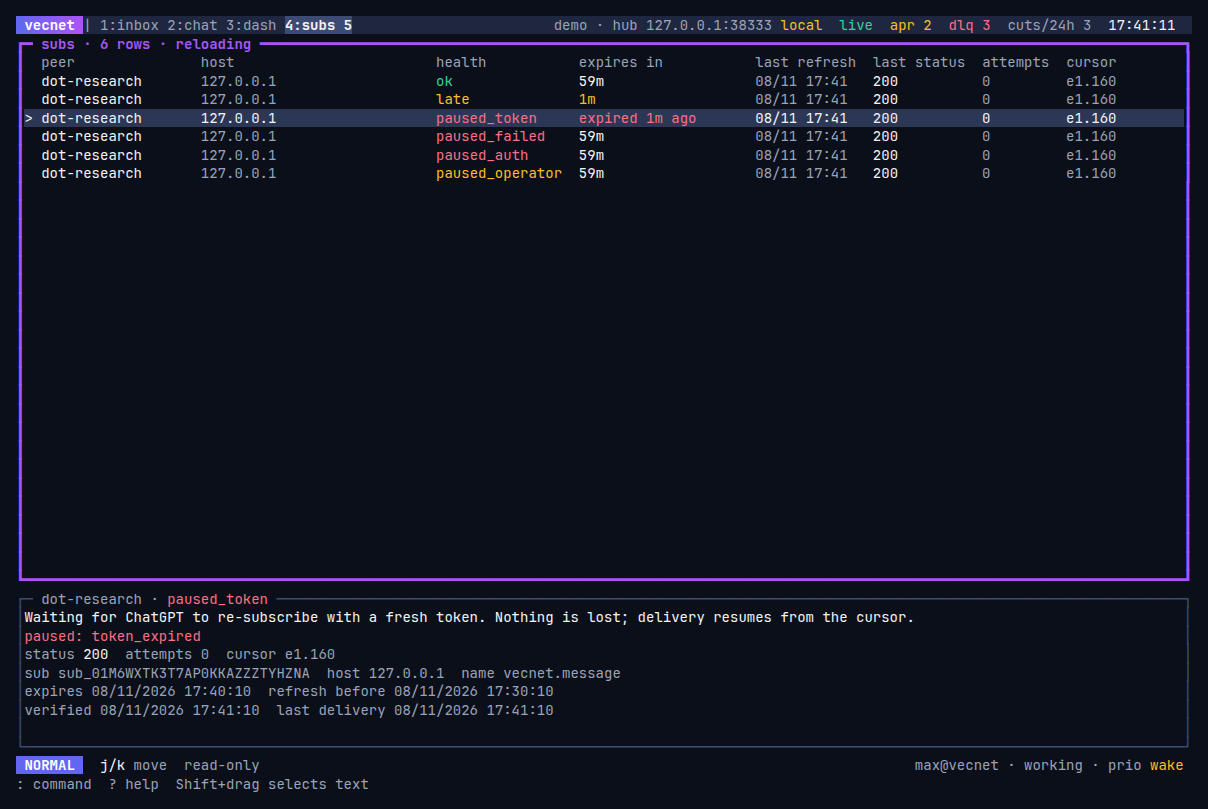 vecnet | 1:inbox 2:chat 3:dash 4:subs 5 demo · hub 127.0.0.1:38333 local live apr 2 dlq 3 cuts/24h 3 17:41:11
subs · 6 rows · reloading
peer host health expires in last refresh last status attempts cursor
dot-research 127.0.0.1 ok 59m 08/11 17:41 200 0 e1.160
dot-research 127.0.0.1 late 1m 08/11 17:41 200 0 e1.160
> dot-research 127.0.0.1 paused_token expired 1m ago 08/11 17:41 200 0 e1.160
dot-research 127.0.0.1 paused_failed 59m 08/11 17:41 200 0 e1.160
dot-research 127.0.0.1 paused_auth 59m 08/11 17:41 200 0 e1.160
dot-research 127.0.0.1 paused_operator 59m 08/11 17:41 200 0 e1.160
dot-research · paused_token
Waiting for ChatGPT to re-subscribe with a fresh token. Nothing is lost; delivery resumes from the cursor.
paused: token_expired
status 200 attempts 0 cursor e1.160
sub sub_01M6WXTK3T7AP0KKAZZZTYHZNA host 127.0.0.1 name vecnet.message
expires 08/11/2026 17:40:10 refresh before 08/11/2026 17:30:10
verified 08/11/2026 17:41:10 last delivery 08/11/2026 17:41:10
NORMAL j/k move read-only max@vecnet · working · prio wake
: command ? help Shift+drag selects text